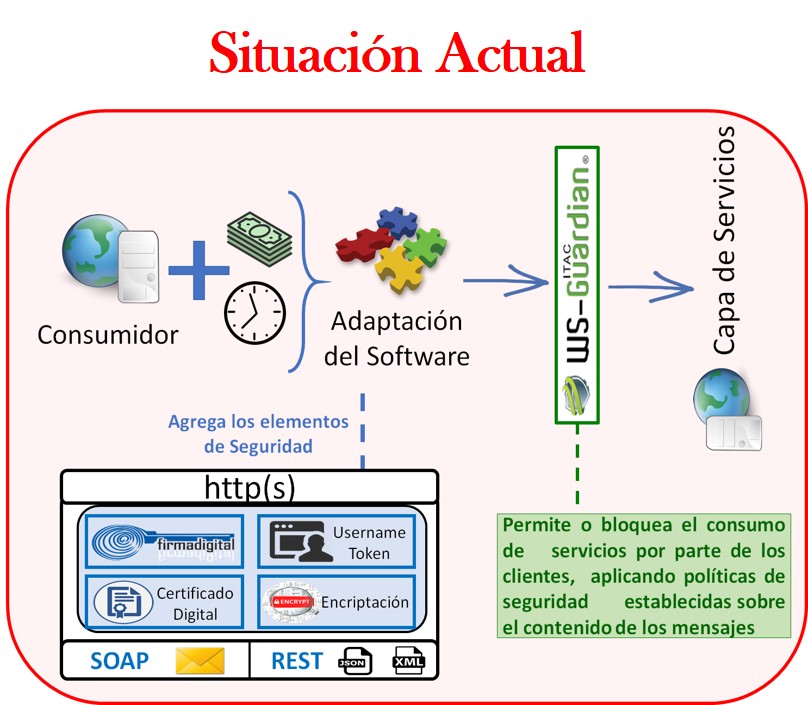 Situación Actual
Consumidor
Adaptación
del Software
ITAC
WS-Guardian®
Capa de Servicios
Agrega los elementos
de Seguridad
http(s)
firmadigital
Username
Token
Certificado
Digital
ENCRYPT
Encriptación
SOAP
REST
JSON
XML
Permite o bloquea el consumo
de servicios por parte de los
clientes, aplicando políticas de
seguridad establecidas sobre
el contenido de los mensajes